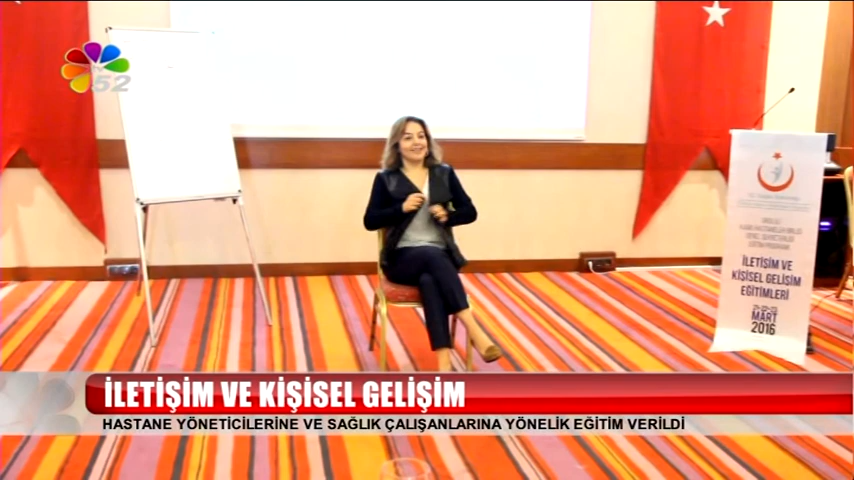 52
İLETİŞİM VE
KİŞİSEL GELİŞİM
EĞİTİMLERİ
MART
2016
İLETİŞİM VE KİŞİSEL GELİŞİM
HASTANE YÖNETİCİLERİNE VE SAĞLIK ÇALIŞANLARINA YÖNELİK EĞİTİM VERİLDİ